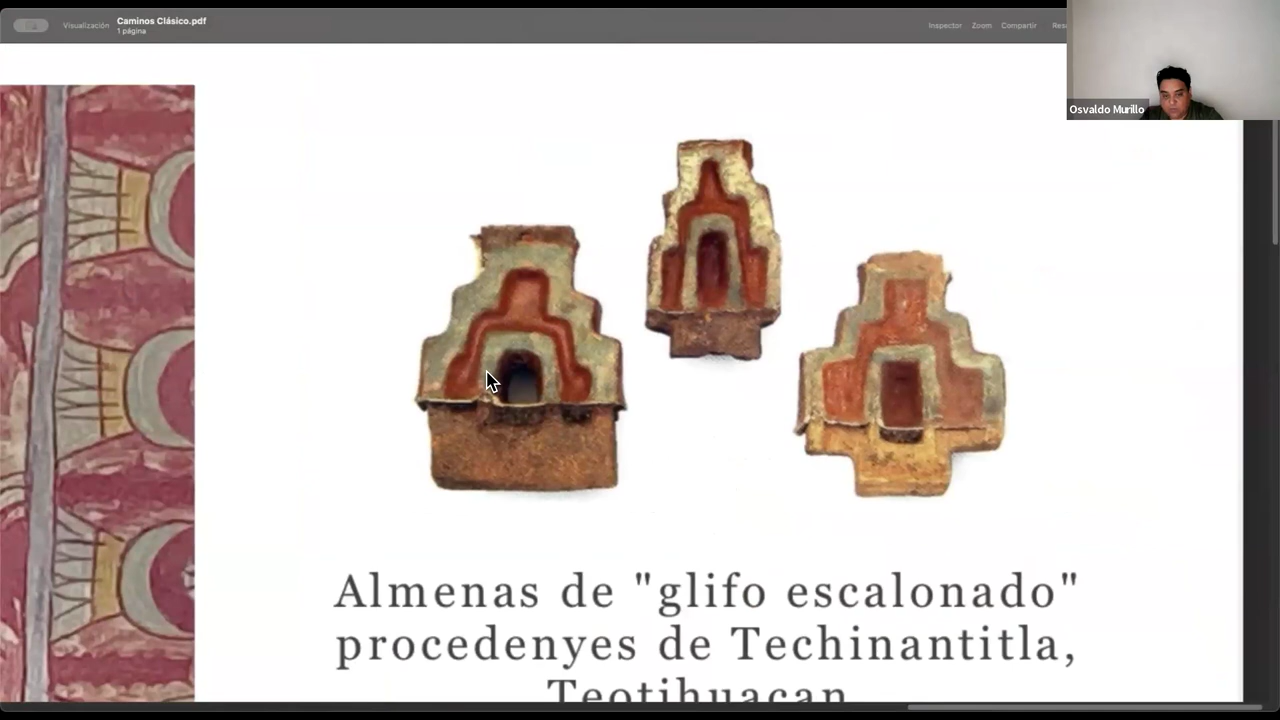 Visualización
Caminos Clásico.pdf
1 página
Inspector Zoom Compartir
Osvaldo Murillo
Almenas de "glifo escalonado"
procedenyes de Techinantitla,
Teotihuacan